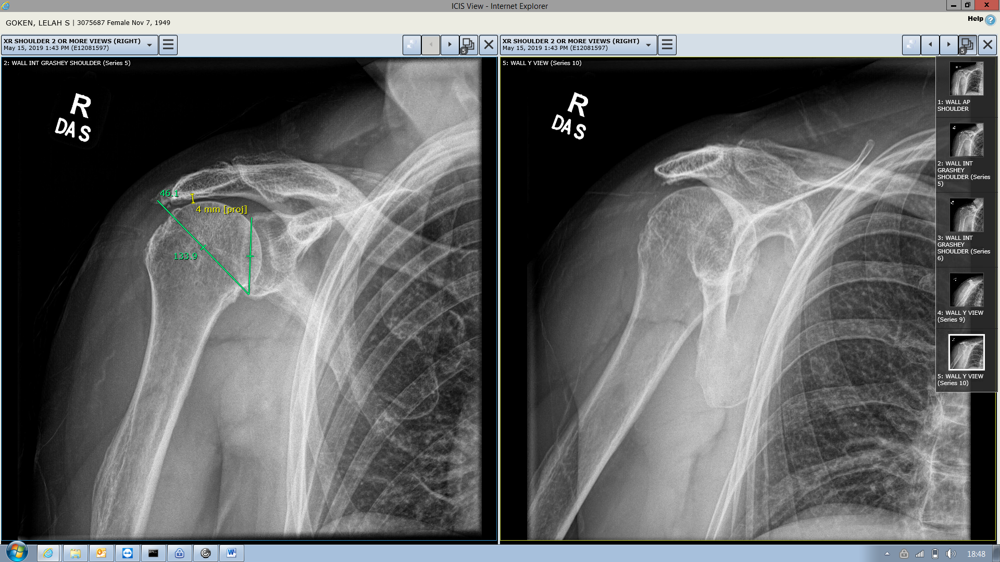 ICIS View - Internet Explorer
GOKEN, LELAH S | 3075687 Female Nov 7, 1949
Help ?
XR SHOULDER 2 OR MORE VIEWS (RIGHT)
May 15, 2019 1:43 PM (E12081597)
5
XR SHOULDER 2 OR MORE VIEWS (RIGHT)
May 15, 2019 1:43 PM (E12081597)
5
2: WALL INT GRASHEY SHOULDER (Series 5)
R
DAS
46.1
4 mm [proj]
133.9
5: WALL Y VIEW (Series 10)
R
DAS
1: WALL AP
SHOULDER
2: WALL INT
GRASHEY
SHOULDER (Series
5)
3: WALL INT
GRASHEY
SHOULDER (Series
6)
4: WALL Y VIEW
(Series 9)
5: WALL Y VIEW
(Series 10)
18:48